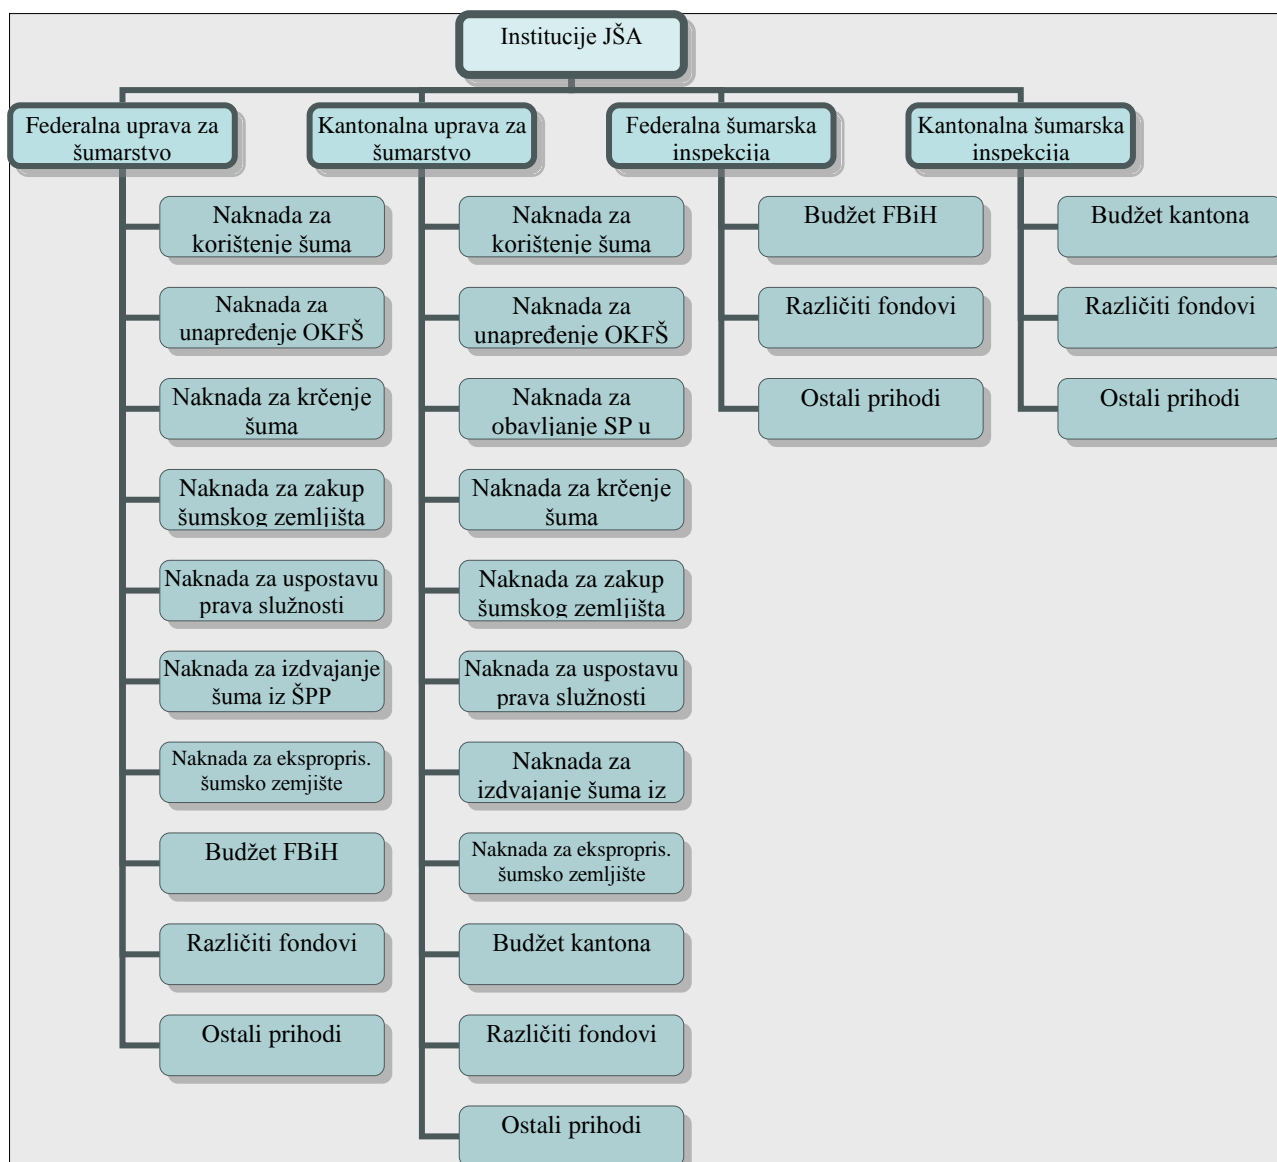 Institucije JŠA
Federalna uprava za
šumarstvo
Kantonalna uprava za
šumarstvo
Federalna šumarska
inspekcija
Kantonalna šumarska
inspekcija
Naknada za
korištenje šuma
Naknada za
unapređenje OKFŠ
Naknada za krčenje
šuma
Naknada za zakup
šumskog zemljišta
Naknada za uspostavu
prava služnosti
Naknada za izdvajanje
šuma iz ŠPP
Naknada za ekspropris.
šumsko zemjište
Budžet FBiH
Različiti fondovi
Ostali prihodi
Naknada za
korištenje šuma
Naknada za
unapređenje OKFŠ
Naknada za
obavljanje SP u
Naknada za krčenje
šuma
Naknada za zakup
šumskog zemljišta
Naknada za uspostavu
prava služnosti
Naknada za
izdvajanje šuma iz
Naknada za ekspropris.
šumsko zemljište
Budžet kantona
Različiti fondovi
Ostali prihodi
Budžet FBiH
Različiti fondovi
Ostali prihodi
Budžet kantona
Različiti fondovi
Ostali prihodi